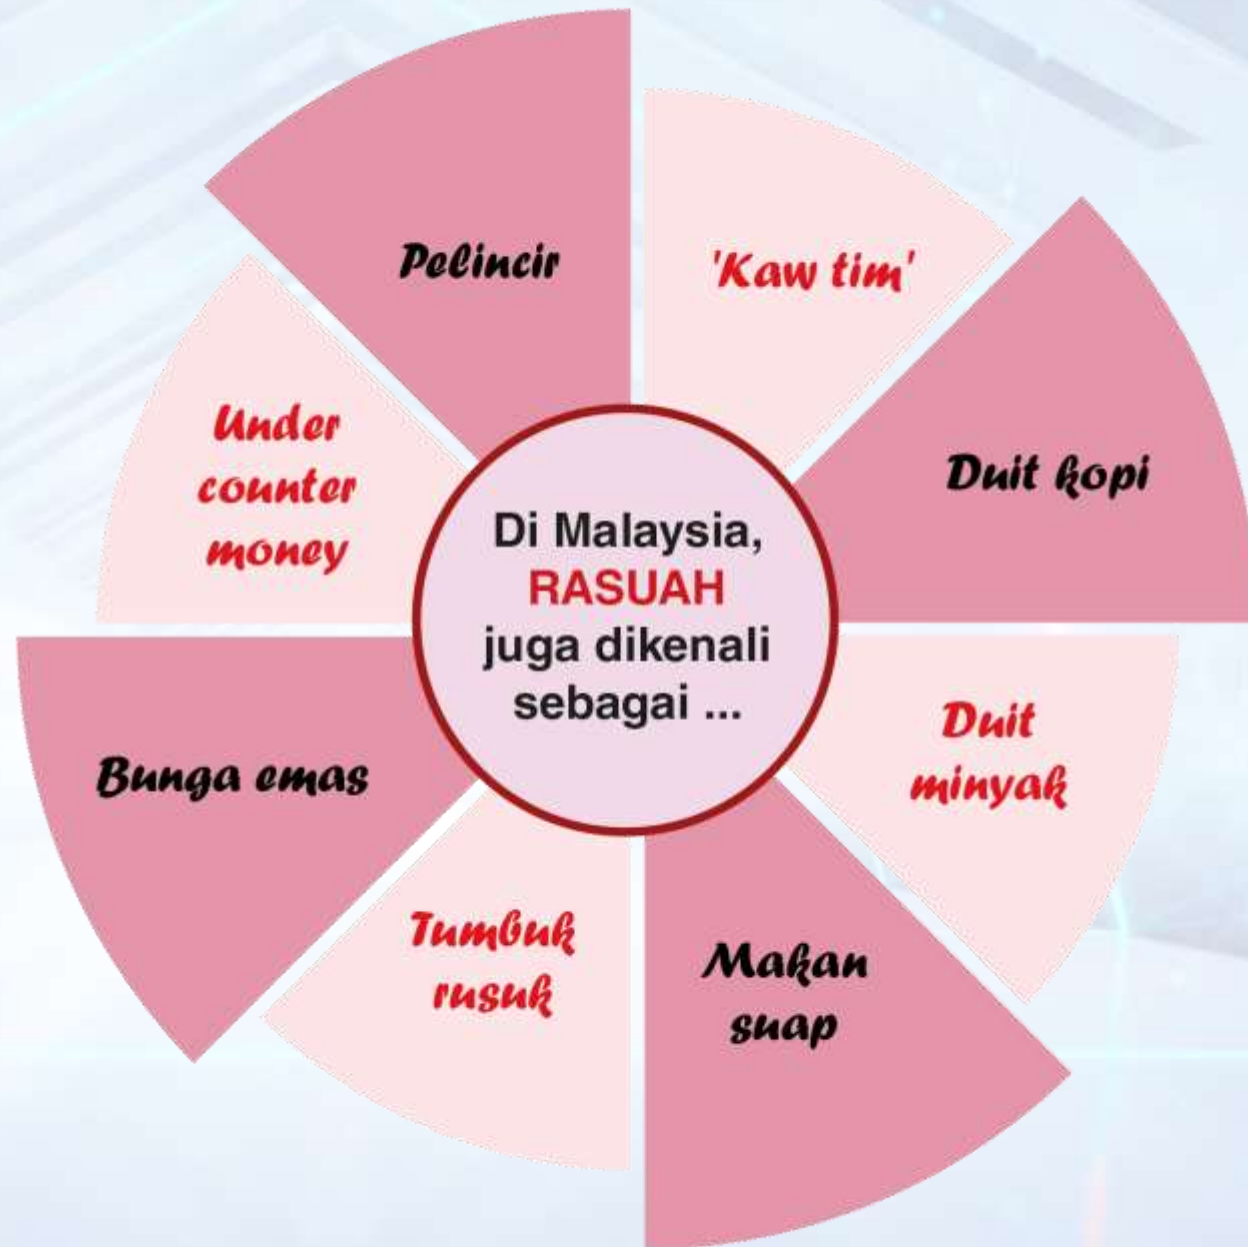 Di Malaysia,
RASUAH
juga dikenali
sebagai ...
'Kaw tim'
Duit kopi
Duit
minyak
Makan
suap
Tumbuk
rusuk
Bunga emas
Under
counter
money
Pelincir